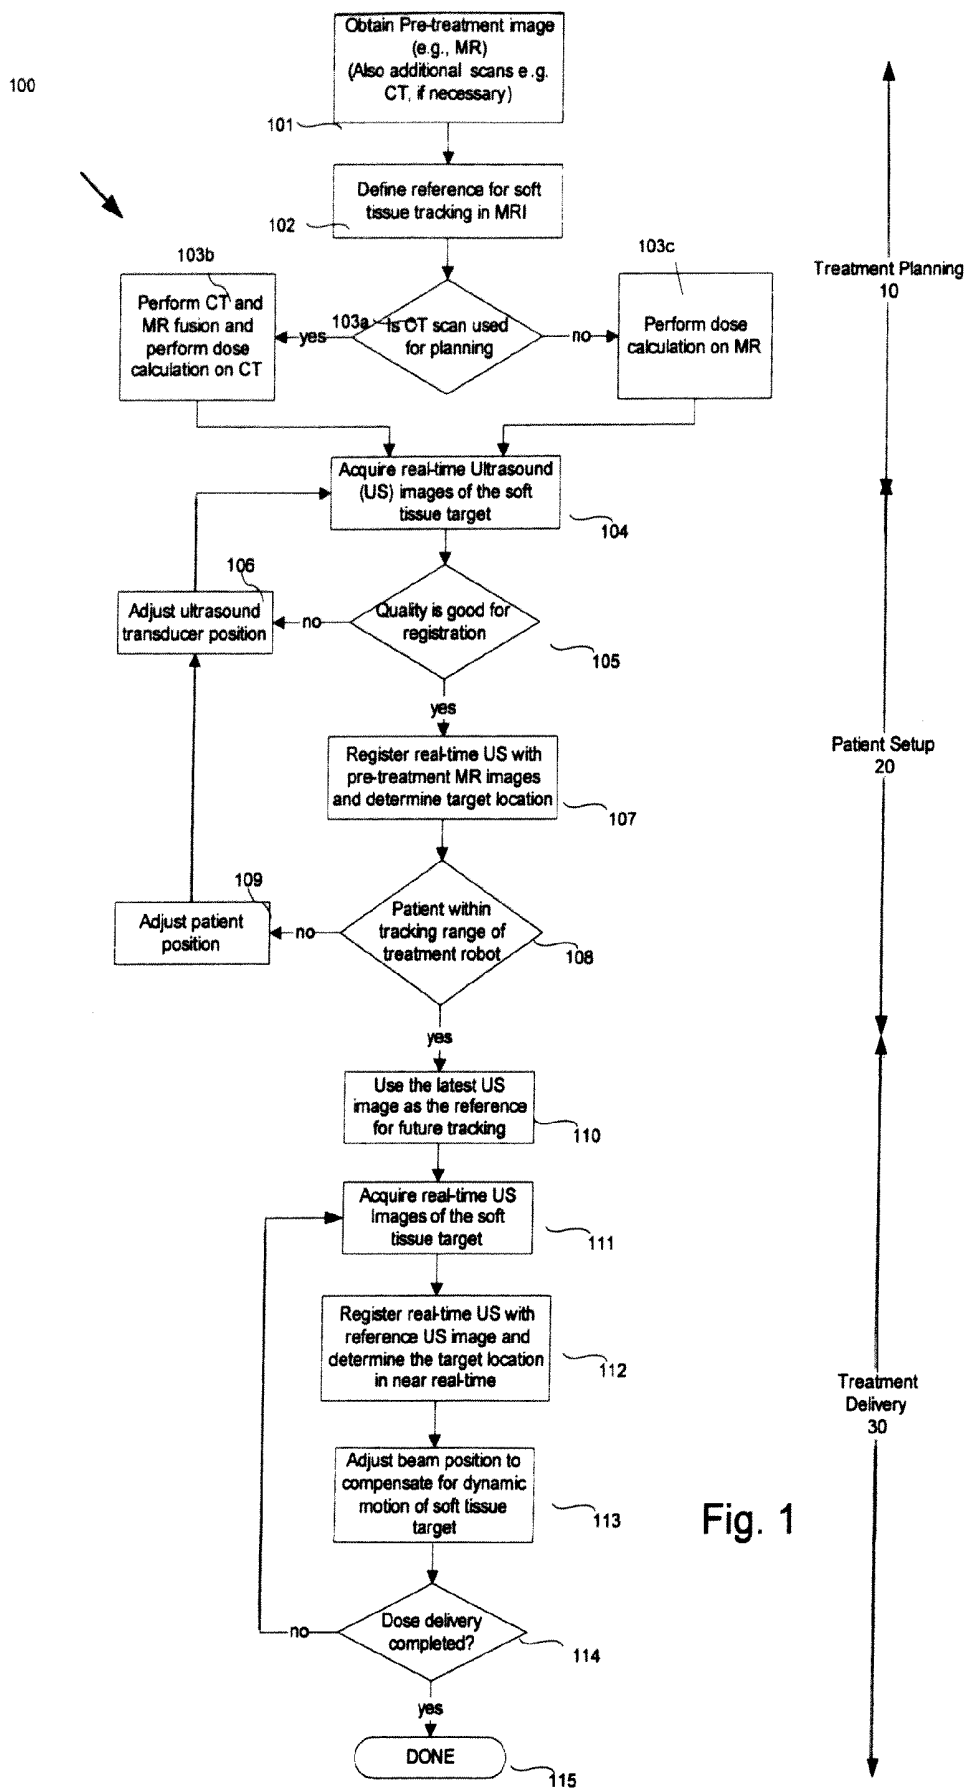 Obtain Pre-treatment image
(e.g., MR)
(Also additional scans e.g.
CT, if necessary)
100
101
Define reference for soft
tissue tracking in MRI
102
103b
103c
Treatment Planning
10
Perform CT and
MR fusion and
perform dose
calculation on CT
yes
103a
Is CT scan used
for planning
no
Perform dose
calculation on MR
Acquire real-time Ultrasound
(US) images of the soft
tissue target
104
106
Adjust ultrasound
transducer position
no
Quality is good for
registration
105
yes
Patient Setup
20
Register real-time US with
pre-treatment MR images
and determine target location
107
109
Adjust patient
position
no
Patient within
tracking range of
treatment robot
108
yes
Use the latest US
image as the reference
for future tracking
110
Acquire real-time US
Images of the soft
tissue target
111
Register real-time US with
reference US image and
determine the target location
in near real-time
112
Treatment
Delivery
30
Adjust beam position to
compensate for dynamic
motion of soft tissue
target
113
Fig. 1
no
Dose delivery
completed?
114
yes
DONE
115